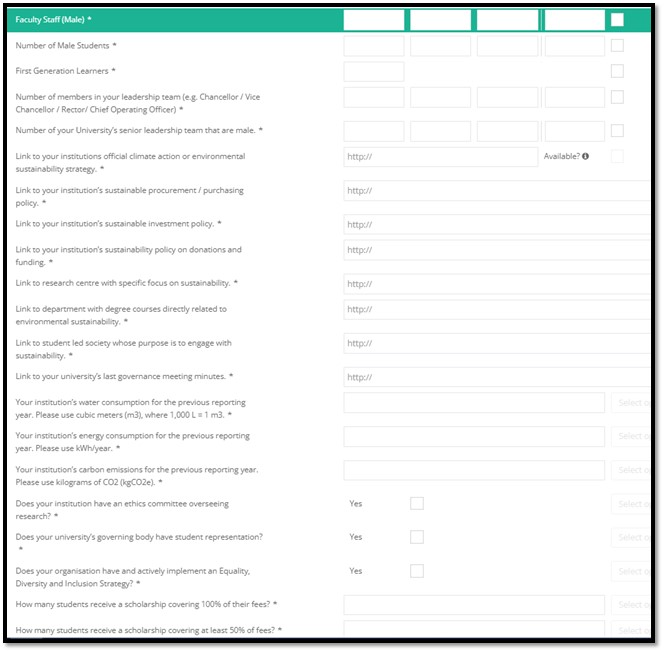 Faculty Staff (Male) *
Number of Male Students *
First Generation Learners *
Number of members in your leadership team (e.g. Chancellor / Vice
Chancellor / Rector/ Chief Operating Officer) *
Number of your University's senior leadership team that are male. *
Link to your institutions official climate action or environmental
sustainability strategy. *
http://
Available?
Link to your institution's sustainable procurement / purchasing
policy. *
http://
Link to your institution's sustainable investment policy. *
http://
Link to your institution's sustainability policy on donations and
funding. *
http://
Link to research centre with specific focus on sustainability. *
http://
Link to department with degree courses directly related to
environmental sustainability. *
http://
Link to student led society whose purpose is to engage with
sustainability. *
http://
Link to your university's last governance meeting minutes. *
http://
Your institution's water consumption for the previous reporting
year. Please use cubic meters (m3), where 1,000 L = 1 m3. *
Select
Your institution's energy consumption for the previous reporting
year. Please use kWh/year. *
Select
Your institution's carbon emissions for the previous reporting year.
Please use kilograms of CO2 (kgCO2e). *
Select
Does your institution have an ethics committee overseeing
research? *
Yes
Select
Does your university's governing body have student representation?
*
Yes
Select
Does your organisation have and actively implement an Equality,
Diversity and Inclusion Strategy? *
Yes
Select
How many students receive a scholarship covering 100% of their fees? *
Select
How many students receive a scholarship covering at least 50% of fees? *
Select